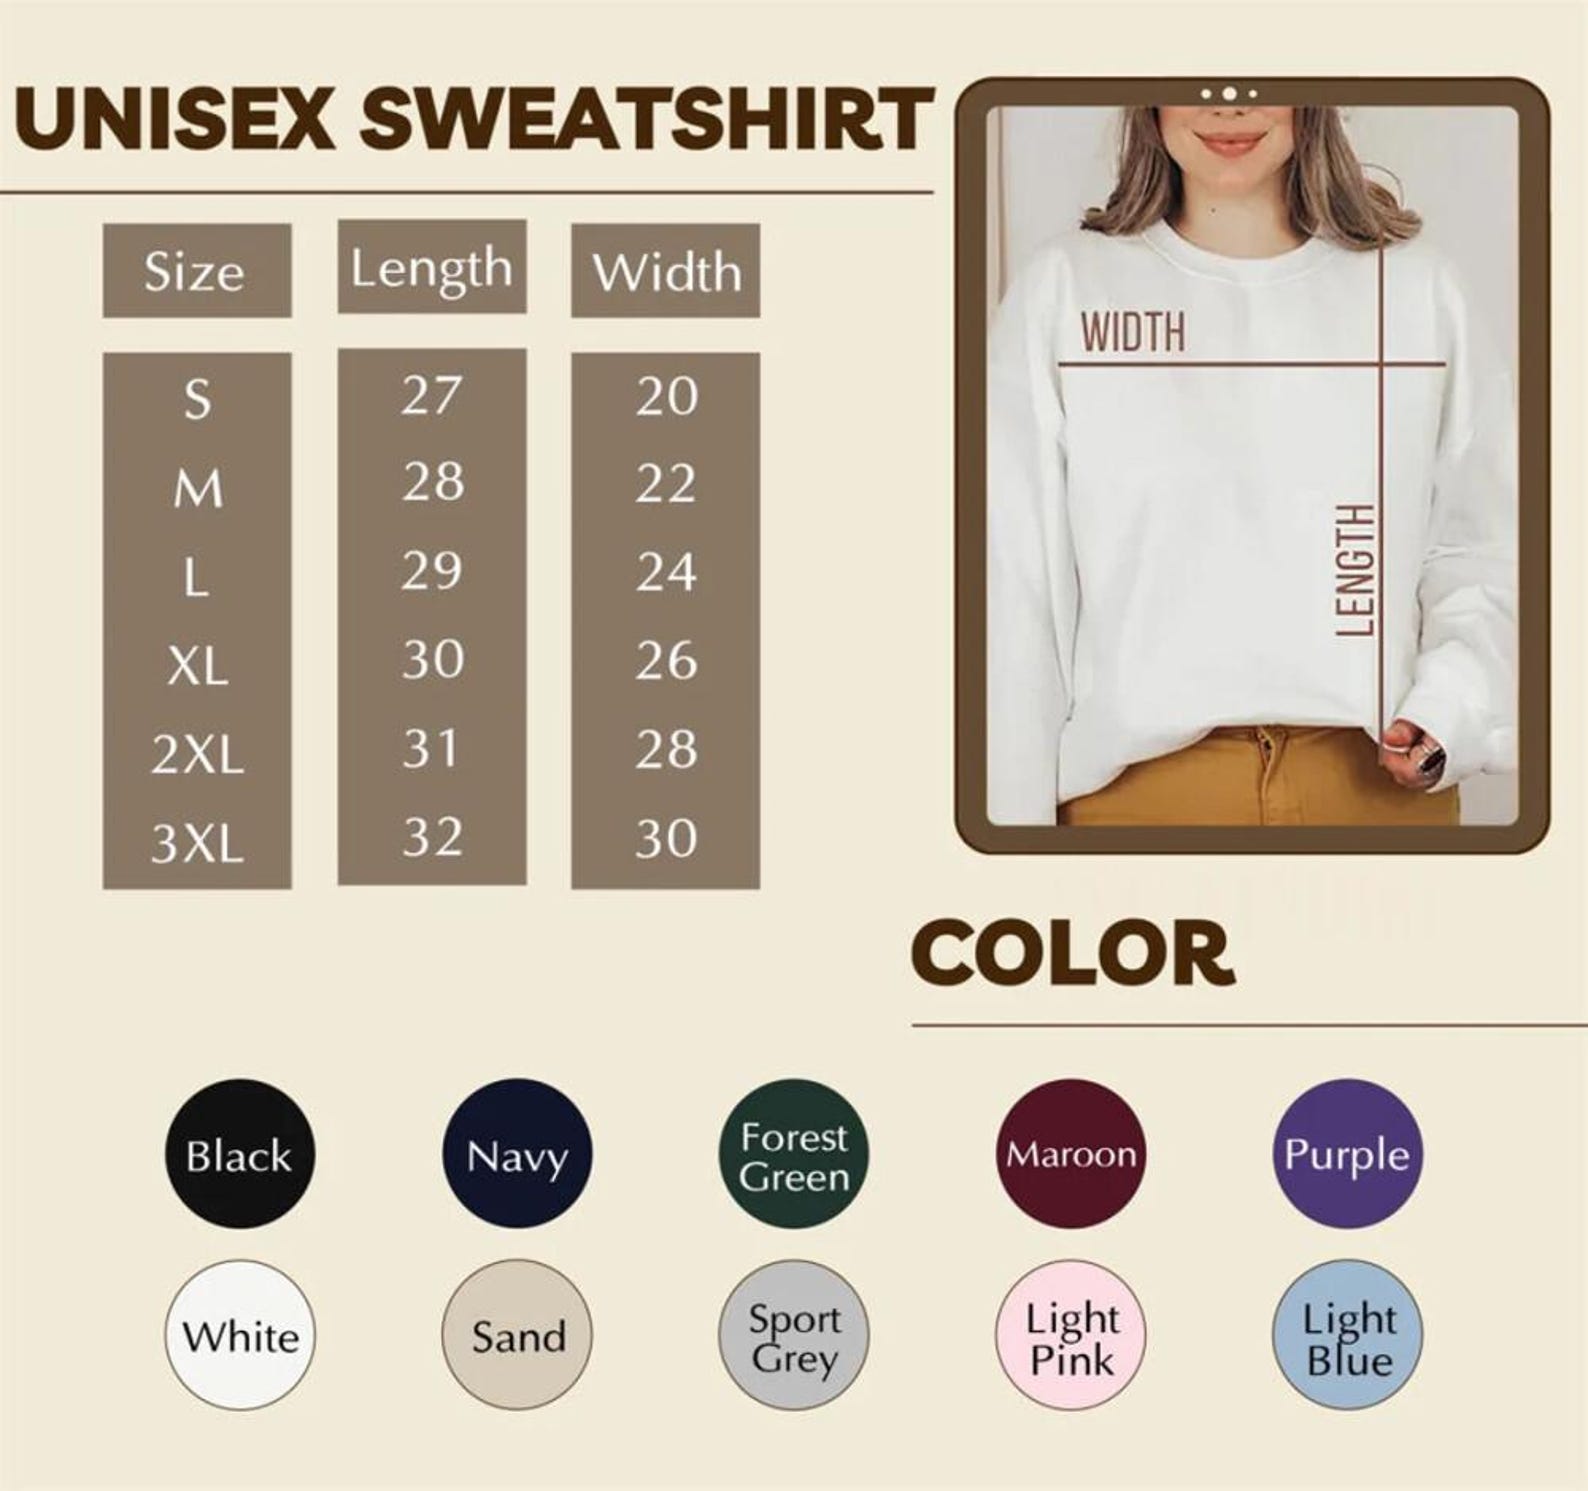 UNISEX SWEATSHIRT
Size Length Width
S 27 20
M 28 22
L 29 24
XL 30 26
2XL 31 28
3XL 32 30
WIDTH
LENGTH
COLOR
Black
Navy
Forest
Green
Maroon
Purple
White
Sand
Sport
Grey
Light
Pink
Light
Blue